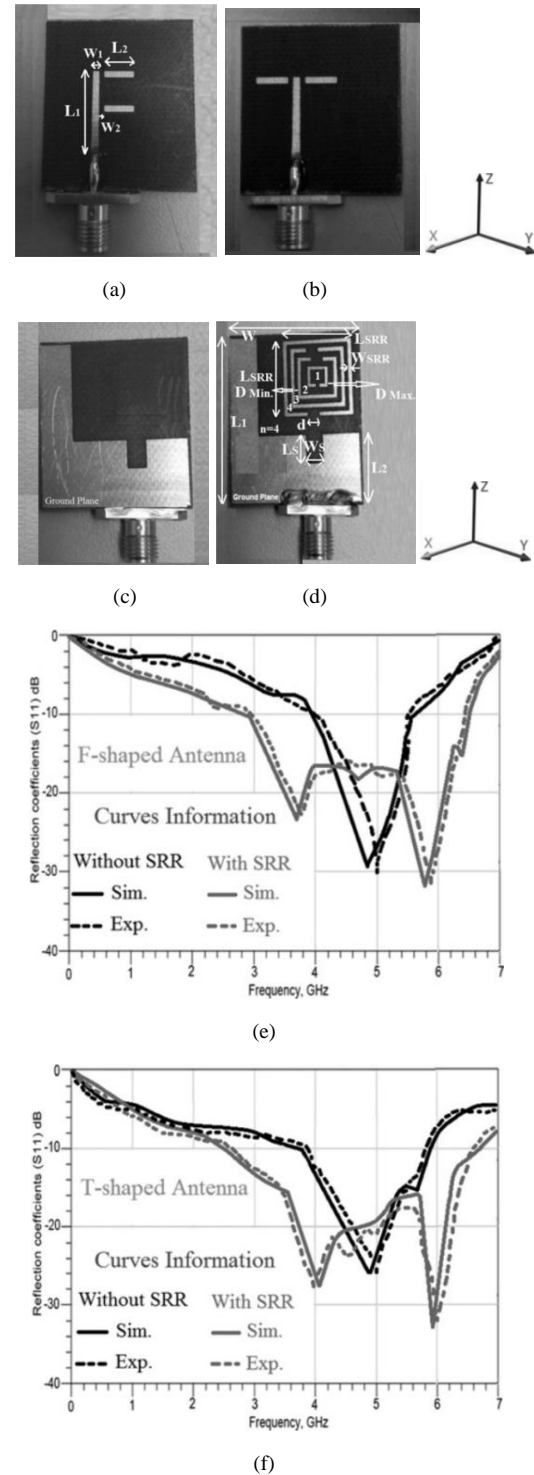 W1 L2
L1
W2
Z
X Y
(a) (b)
W
LSRR
WSRR
LSRR
1
2
3
4
D Min.
D Max.
L1
n=4
d
LS
WS
L2
Ground Plane
Ground Plane
Z
X Y
(c) (d)
0
-10
-20
-30
-40
Reflection coefficients (S11) dB
F-shaped Antenna
Curves Information
Without SRR With SRR
Sim. Sim.
Exp. Exp.
0 1 2 3 4 5 6 7
Frequency, GHz
(e)
0
-10
-20
-30
-40
Reflection coefficients (S11) dB
T-shaped Antenna
Curves Information
Without SRR With SRR
Sim. Sim.
Exp. Exp.
0 1 2 3 4 5 6 7
Frequency, GHz
(f)